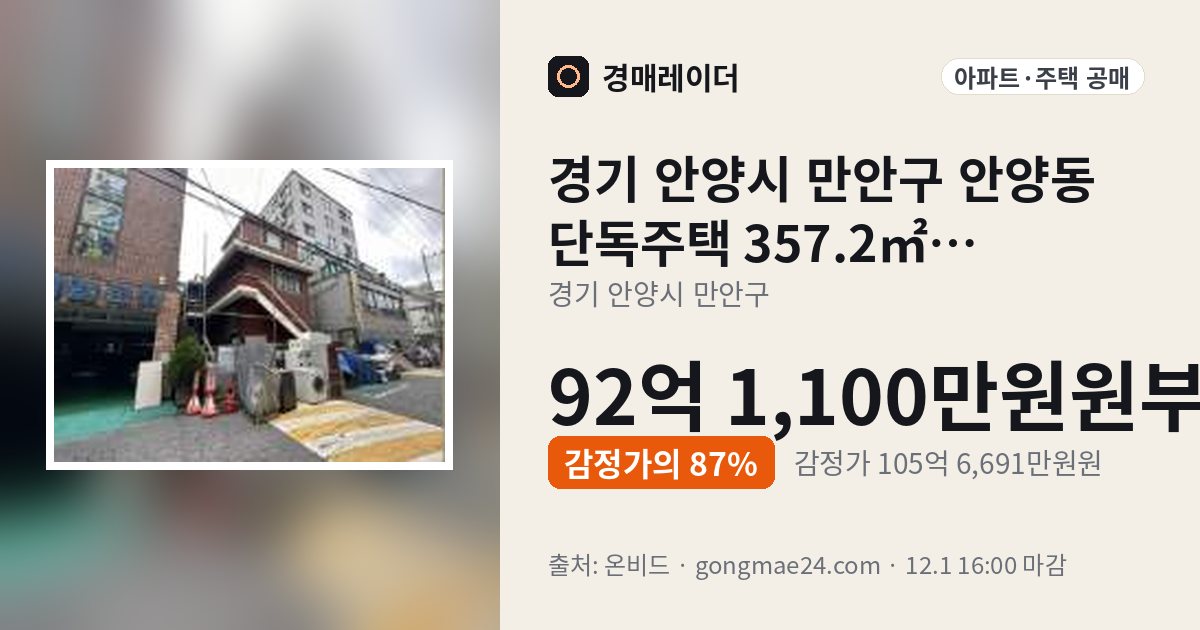 경매레이더
아파트·주택 공매
경기 안양시 만안구 안양동
단독주택 357.2㎡…
경기 안양시 만안구
92억 1,100만원원부
감정가의 87%
감정가 105억 6,691만원원
출처: 온비드 · gongmae24.com · 12.1 16:00 마감